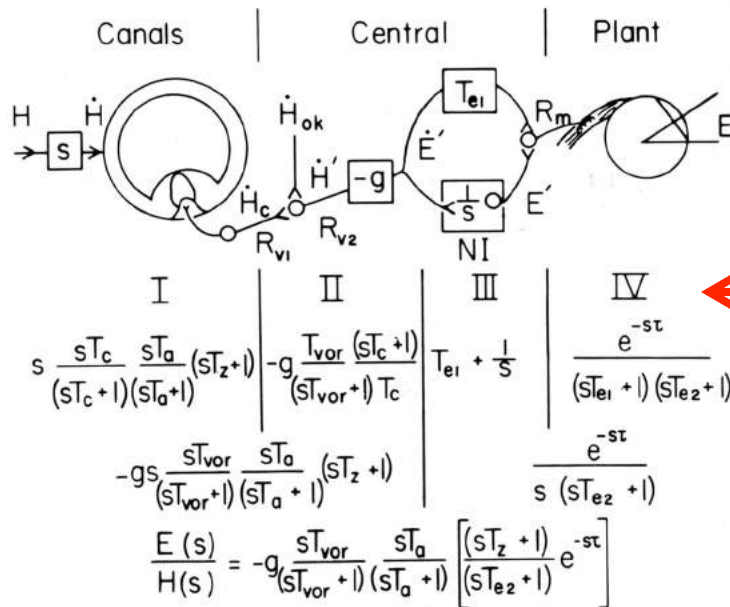 Canals Central Plant
H s Ḣ Ḣc Rv1 Ḣok Ḣ' Rv2 -g Ė' Te1 1/s NI E' Rm E
I II III IV
s sTc/(sTc+1) sTa/(sTa+1) (sTz+1) -g Tvor/(sTvor+1) (sTc+1)/Tc Te1 + 1/s e^-sτ/(sTe1+1)(sTe2+1)
-gs sTvor/(sTvor+1) sTa/(sTa+1) (sTz+1) e^-sτ/s(sTe2+1)
E(s)/H(s) = -g sTvor/(sTvor+1) sTa/(sTa+1) [(sTz+1)/(sTe2+1) e^-sτ]